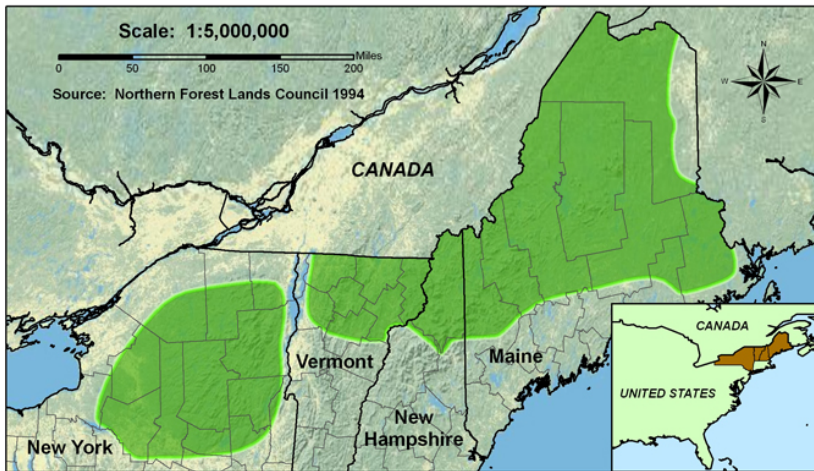 Scale: 1:5,000,000
Miles
0 50 100 150 200
Source: Northern Forest Lands Council 1994
N
W E
S
CANADA
Vermont
Maine
New
Hampshire
New York
CANADA
UNITED STATES